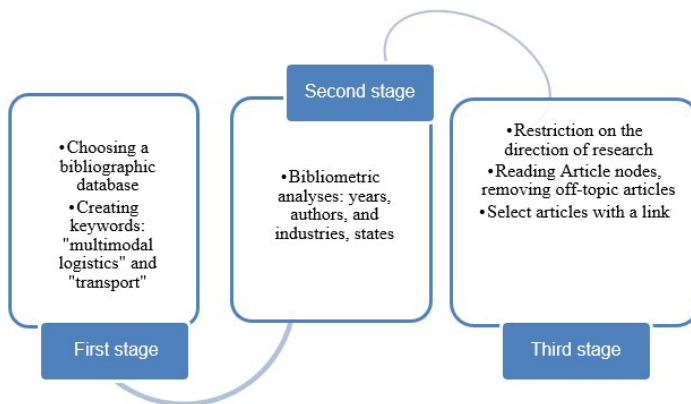 •Choosing a
bibliographic
database
•Creating
keywords:
"multimodal
logistics" and
"transport"
First stage
Second stage
•Bibliometric
analyses: years,
authors, and
industries, states
•Restriction on the
direction of research
•Reading Article nodes,
removing off-topic articles
•Select articles with a link
Third stage